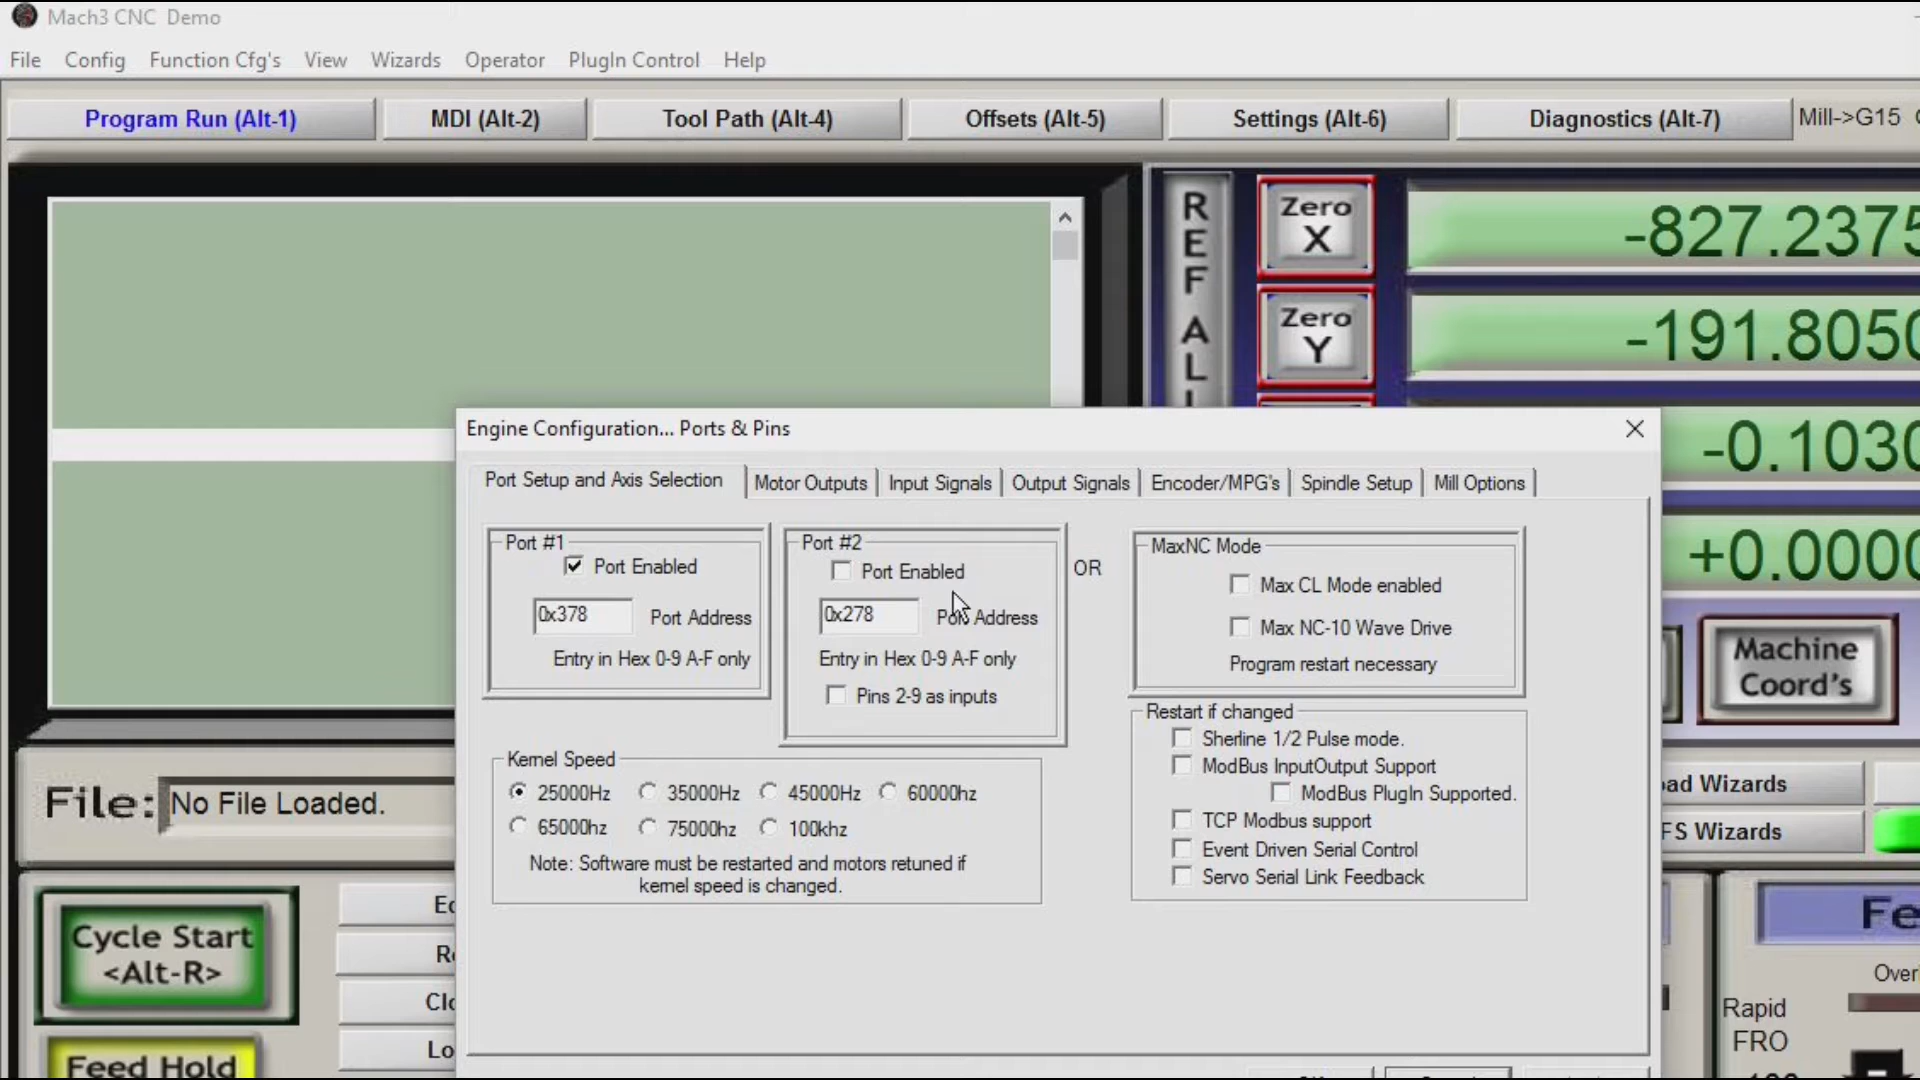 Mach3 CNC Demo
File Config Function Cfg's View Wizards Operator PlugIn Control Help
Program Run (Alt-1) MDI (Alt-2) Tool Path (Alt-4) Offsets (Alt-5) Settings (Alt-6) Diagnostics (Alt-7) Mill->G15
REF ALL
Zero X -827.2375
Zero Y -191.8050
-0.1030
+0.0000
Machine Coord's
Engine Configuration... Ports & Pins
Port Setup and Axis Selection Motor Outputs Input Signals Output Signals Encoder/MPG's Spindle Setup Mill Options
Port #1
Port Enabled
0x378 Port Address
Entry in Hex 0-9 A-F only
Port #2
Port Enabled
0x278 Port Address
Entry in Hex 0-9 A-F only
Pins 2-9 as inputs
OR
MaxNC Mode
Max CL Mode enabled
Max NC-10 Wave Drive
Program restart necessary
Restart if changed
Sherline 1/2 Pulse mode.
ModBus InputOutput Support
ModBus PlugIn Supported.
TCP Modbus support
Event Driven Serial Control
Servo Serial Link Feedback
Kernel Speed
25000Hz 35000Hz 45000Hz 60000hz
65000hz 75000hz 100khz
Note: Software must be restarted and motors retuned if
kernel speed is changed.
File: No File Loaded.
Wizards
Wizards
Cycle Start
<Alt-R>
Feed Hold
Rapid
FRO